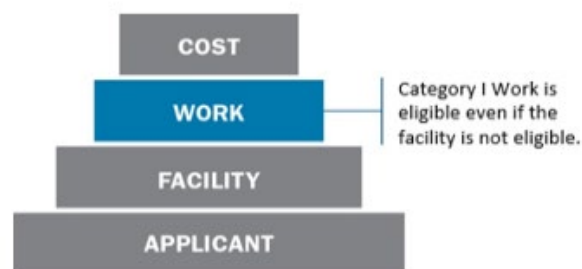 COST
WORK
Category I Work is
eligible even if the
facility is not eligible.
FACILITY
APPLICANT